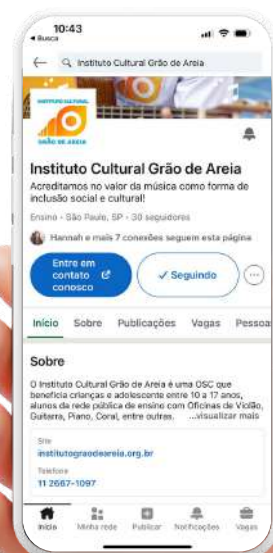 10:43
◂ Busca
Instituto Cultural Grão de Areia
INSTITUTO CULTURAL
GRÃO DE AREIA
Instituto Cultural Grão de Areia
Acreditamos no valor da música como forma de
inclusão social e cultural!
Ensino · São Paulo, SP · 30 seguidores
Hannah e mais 7 conexões seguem esta página
Entre em
contato
conosco
✓ Seguindo
Início Sobre Publicações Vagas Pessoa
Sobre
O Instituto Cultural Grão de Areia é uma OSC que
beneficia crianças e adolescente entre 10 a 17 anos,
alunos da rede pública de ensino com Oficinas de Violão,
Guitarra, Piano, Coral, entre outras. ...visualizar mais
Site
institutograodeareia.org.br
Telefone
11 2667-1097
Início Minha rede Publicar Notificações Vagas